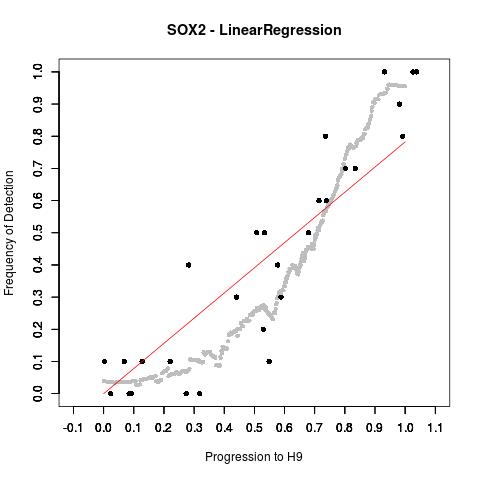 SOX2 - LinearRegression
Frequency of Detection
1.0
0.9
0.8
0.7
0.6
0.5
0.4
0.3
0.2
0.1
0.0
-0.1 0.0 0.1 0.2 0.3 0.4 0.5 0.6 0.7 0.8 0.9 1.0 1.1
Progression to H9